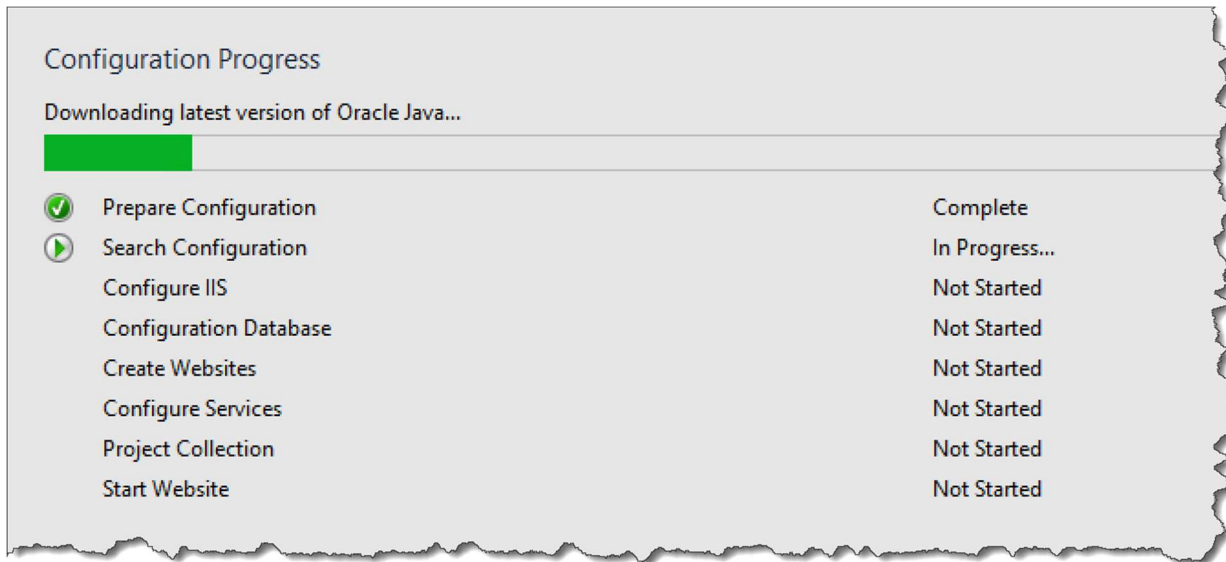 Configuration Progress
Downloading latest version of Oracle Java...
Prepare Configuration Complete
Search Configuration In Progress...
Configure IIS Not Started
Configuration Database Not Started
Create Websites Not Started
Configure Services Not Started
Project Collection Not Started
Start Website Not Started